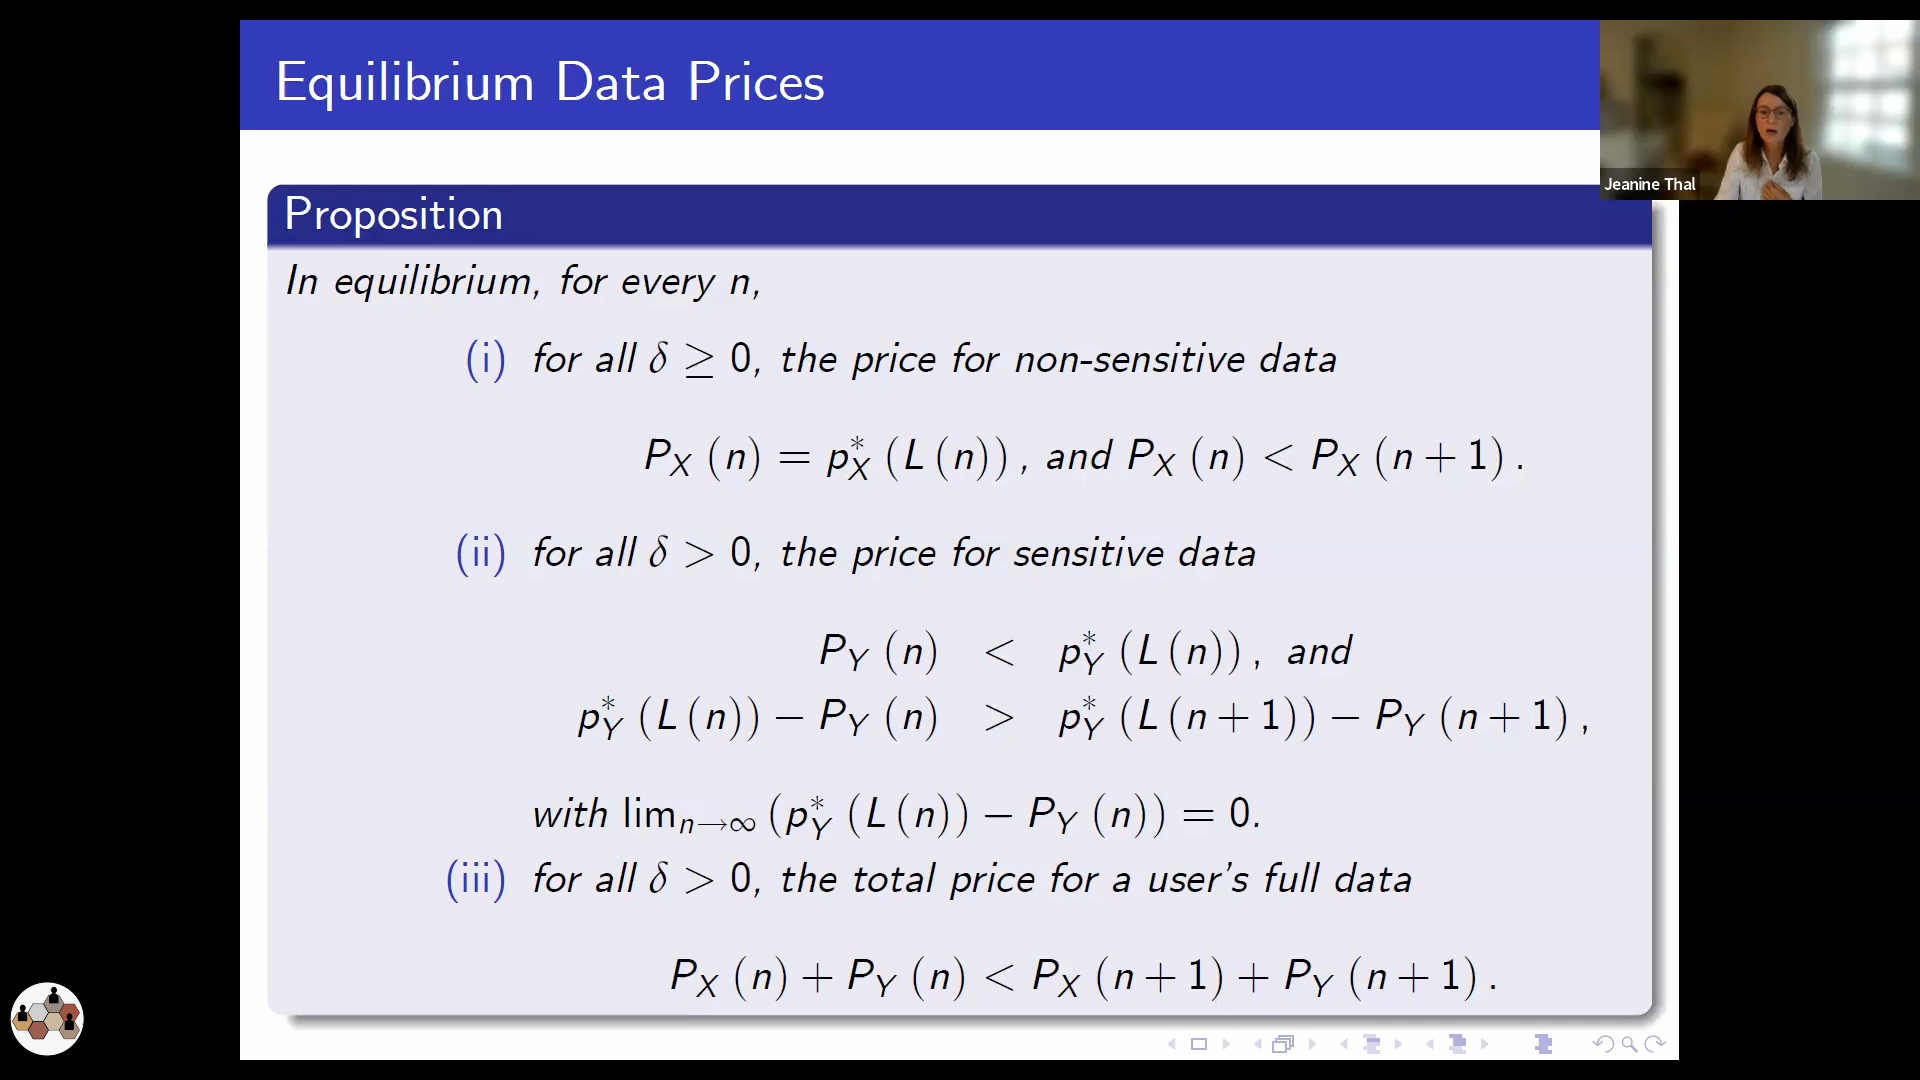 Equilibrium Data Prices
Jeanine Thal
Proposition
In equilibrium, for every n,
(i) for all δ ≥ 0, the price for non-sensitive data
P_X (n) = p*_X (L (n)) , and P_X (n) < P_X (n + 1) .
(ii) for all δ > 0, the price for sensitive data
P_Y (n) < p*_Y (L (n)) , and
p*_Y (L (n)) − P_Y (n) > p*_Y (L (n + 1)) − P_Y (n + 1) ,
with lim_{n→∞} (p*_Y (L (n)) − P_Y (n)) = 0.
(iii) for all δ > 0, the total price for a user's full data
P_X (n) + P_Y (n) < P_X (n + 1) + P_Y (n + 1) .